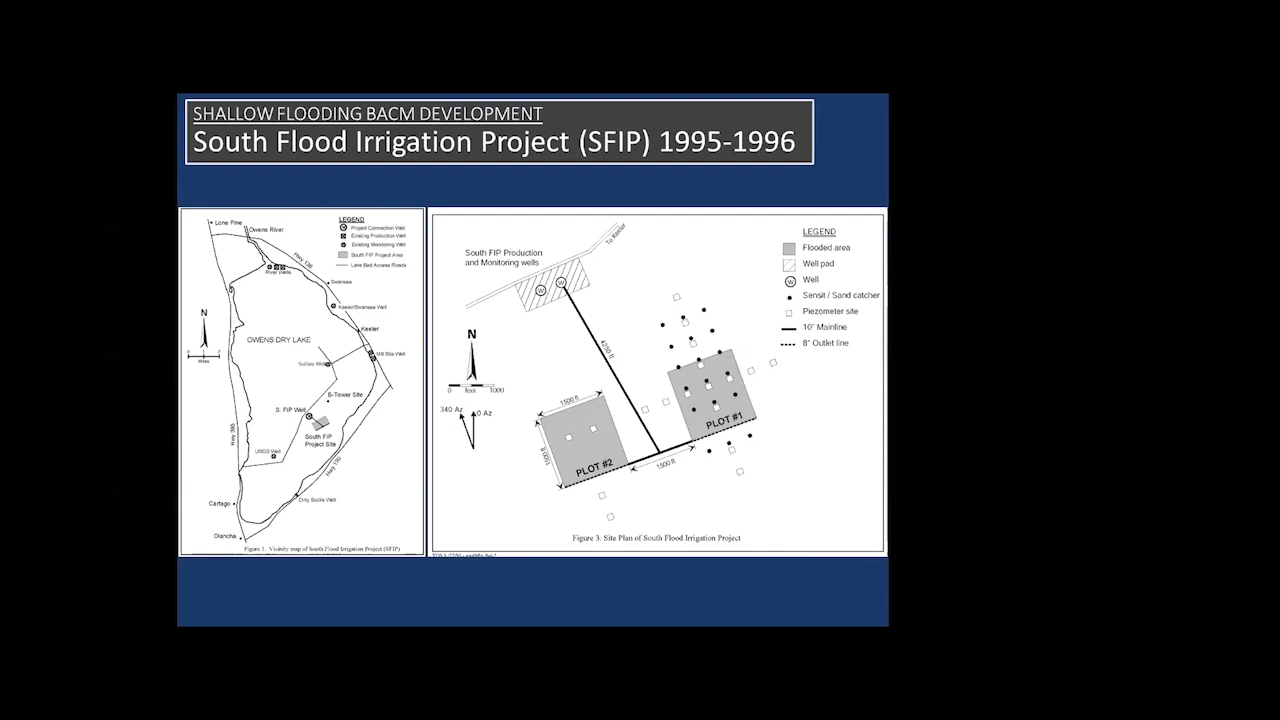 SHALLOW FLOODING BACM DEVELOPMENT
South Flood Irrigation Project (SFIP) 1995-1996
Lone Pine
Owens River
LEGEND
Project Connection Well
Existing Production Well
Existing Monitoring Well
South FIP Project Area
Lake Bed Access Roads
Hwy 136
River Wells
Swansea
Keeler/Swansea Well
N
Keeler
OWENS DRY LAKE
Mill Site Well
Miles
Sulfate Well
B-Tower Site
S. FIP Well
South FIP
Project Site
Hwy 395
USGS Well
Hwy 190
Dirty Socks Well
Cartago
Olancha
Figure 1. Vicinity map of South Flood Irrigation Project (SFIP)
To Keeler
South FIP Production
and Monitoring wells
W
W
LEGEND
Flooded area
Well pad
W
Well
Sensit / Sand catcher
Piezometer site
10" Mainline
8" Outlet line
N
4250 ft
0 feet 1000
340 Az
0 Az
1500 ft
1500 ft
PLOT #1
PLOT #2
1500 ft
Figure 3. Site Plan of South Flood Irrigation Project